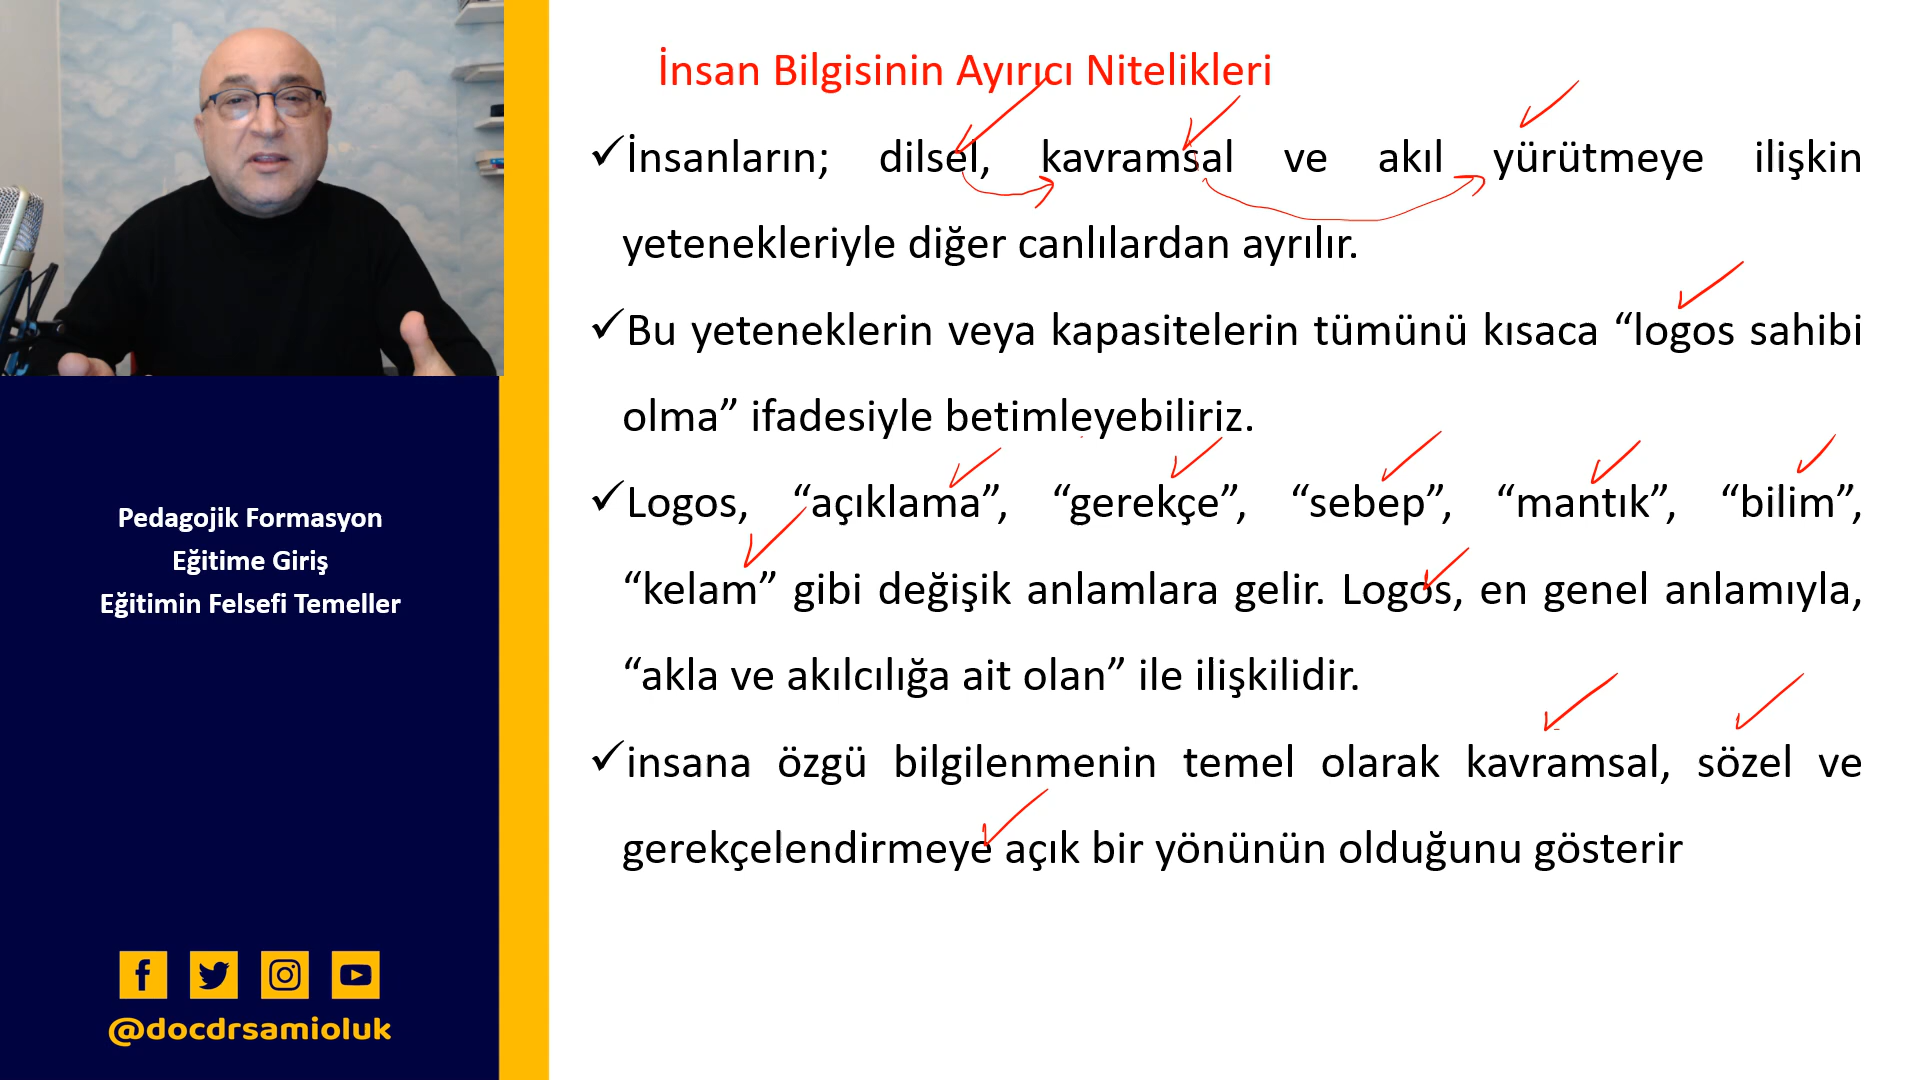 İnsan Bilgisinin Ayırıcı Nitelikleri
İnsanların; dilsel, kavramsal ve akıl yürütmeye ilişkin
yetenekleriyle diğer canlılardan ayrılır.
Bu yeteneklerin veya kapasitelerin tümünü kısaca “logos sahibi
olma” ifadesiyle betimleyebiliriz.
Logos, “açıklama”, “gerekçe”, “sebep”, “mantık”, “bilim”,
“kelam” gibi değişik anlamlara gelir. Logos, en genel anlamıyla,
“akla ve akılcılığa ait olan” ile ilişkilidir.
insana özgü bilgilenmenin temel olarak kavramsal, sözel ve
gerekçelendirmeye açık bir yönünün olduğunu gösterir
Pedagojik Formasyon
Eğitime Giriş
Eğitimin Felsefi Temeller
@docdrsamioluk